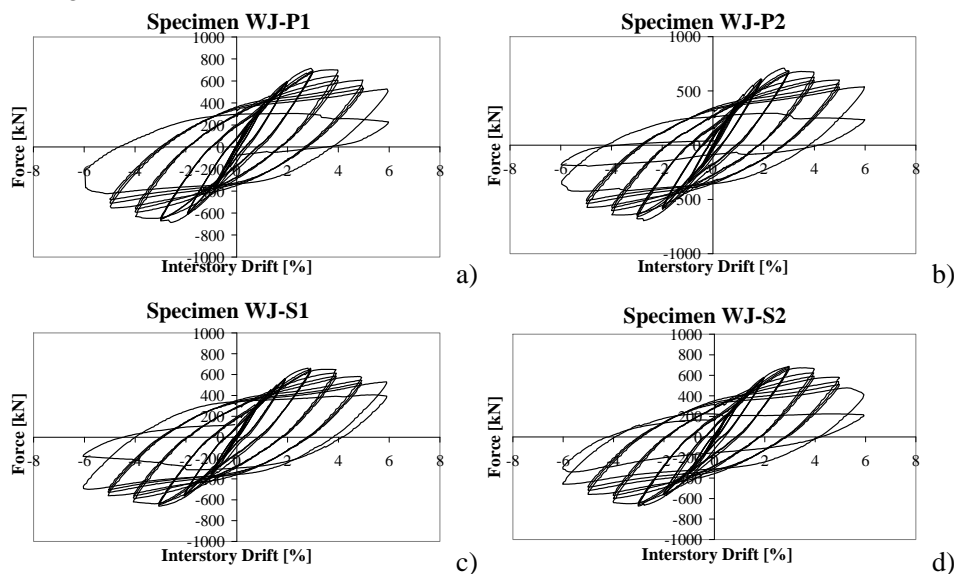 Specimen WJ-P1
1000
800
600
400
200
0
-200
-400
-600
-800
-1000
-8 -6 -4 -2 0 2 4 6 8
Force [kN]
Interstory Drift [%]
a)
Specimen WJ-P2
1000
500
0
-500
-1000
-8 -6 -4 -2 0 2 4 6 8
Force [kN]
Interstory Drift [%]
b)
Specimen WJ-S1
1000
800
600
400
200
0
-200
-400
-600
-800
-1000
-8 -6 -4 -2 0 2 4 6 8
Force [kN]
Interstory Drift [%]
c)
Specimen WJ-S2
1000
800
600
400
200
0
-200
-400
-600
-800
-1000
-8 -6 -4 -2 0 2 4 6 8
Force [kN]
Interstory Drift [%]
d)